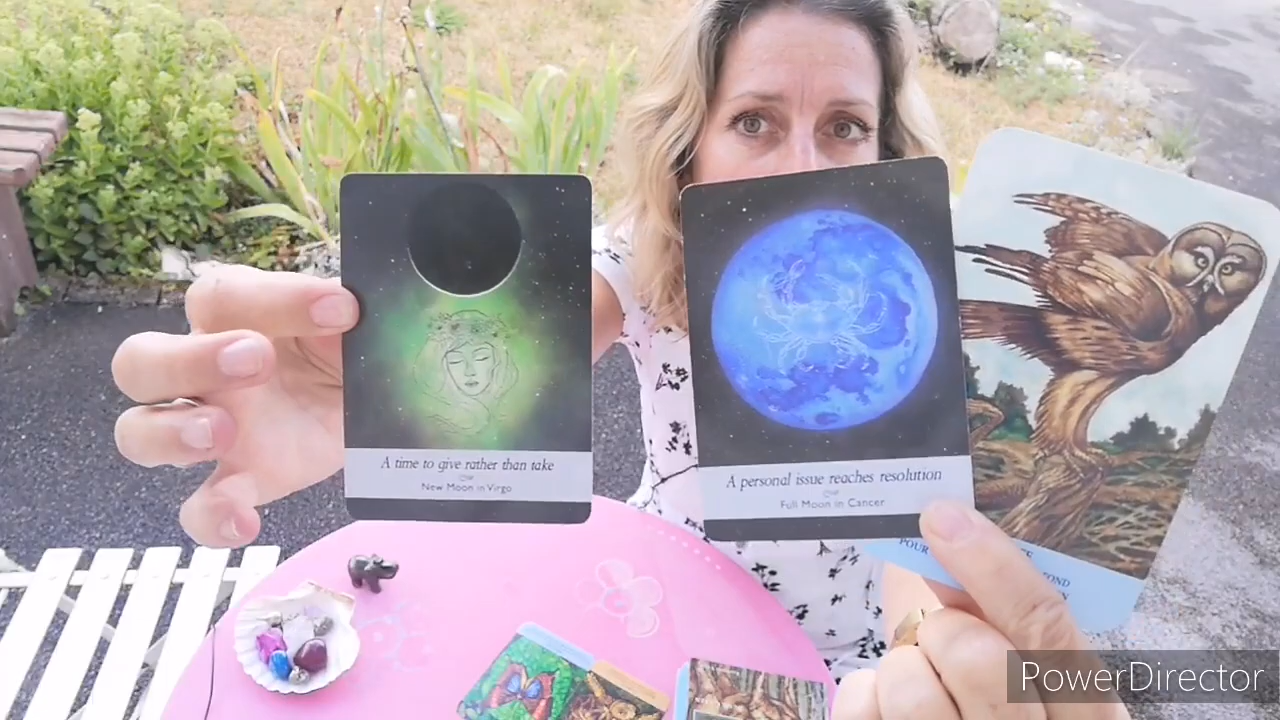 A time to give rather than take
New Moon in Virgo
A personal issue reaches resolution
Full Moon in Cancer
POUR
OND
PowerDirector